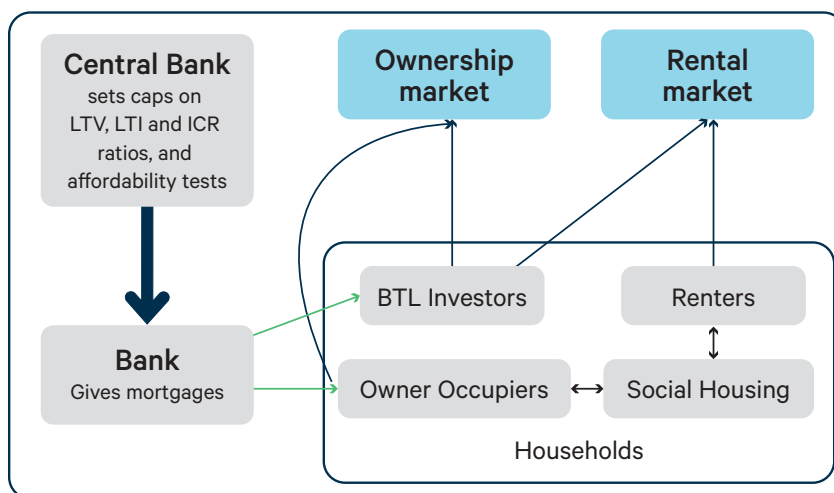 Central Bank
sets caps on
LTV, LTI and ICR
ratios, and
affordability tests
Ownership
market
Rental
market
BTL Investors
Renters
Bank
Gives mortgages
Owner Occupiers
Social Housing
Households